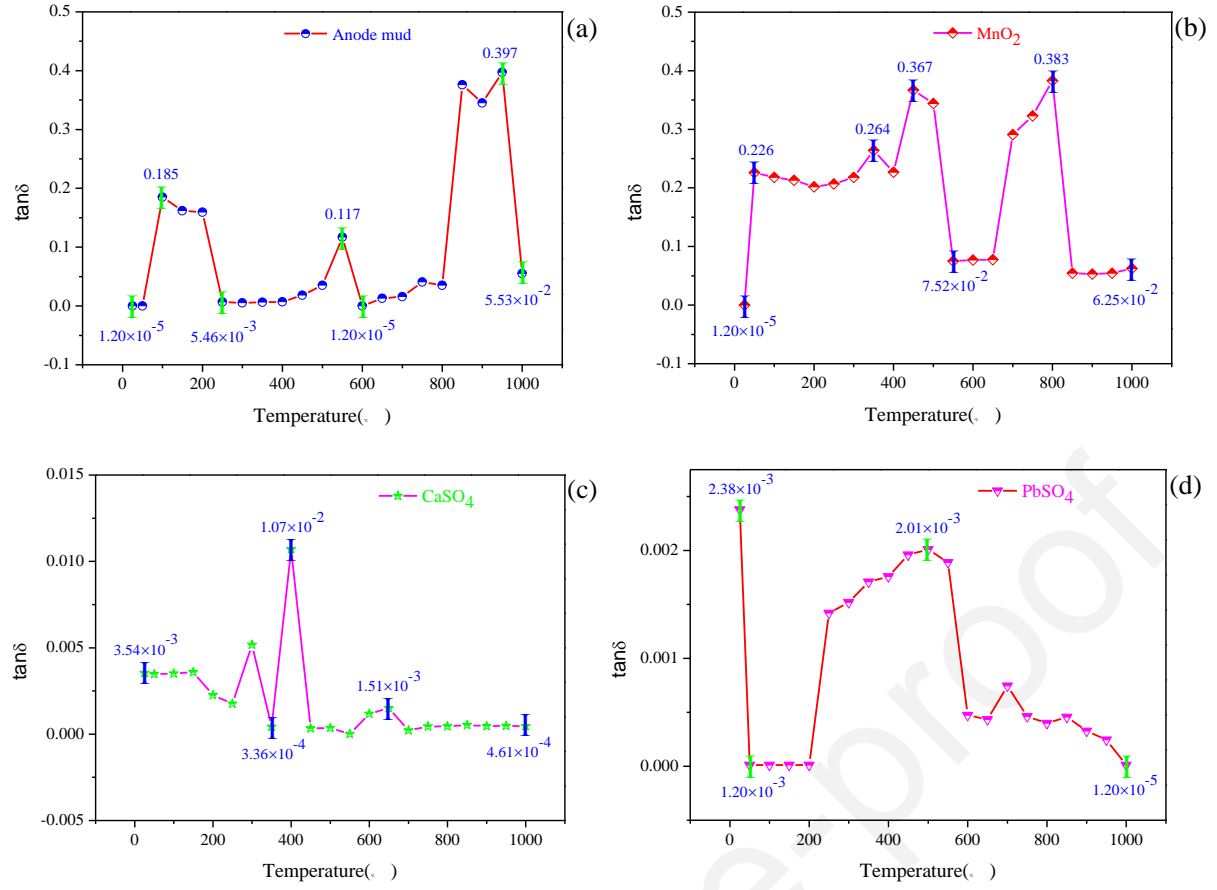 (a)
Anode mud
tanδ
0.5
0.4
0.3
0.2
0.1
0.0
-0.1
0.185
0.117
0.397
1.20×10-5
5.46×10-3
1.20×10-5
5.53×10-2
0 200 400 600 800 1000
Temperature( )
(b)
MnO2
tanδ
0.5
0.4
0.3
0.2
0.1
0.0
-0.1
0.226
0.264
0.367
0.383
1.20×10-5
7.52×10-2
6.25×10-2
0 200 400 600 800 1000
Temperature( )
(c)
CaSO4
tanδ
0.015
0.010
0.005
0.000
-0.005
3.54×10-3
1.07×10-2
1.51×10-3
3.36×10-4
4.61×10-4
0 200 400 600 800 1000
Temperature( )
(d)
PbSO4
tanδ
0.002
0.001
0.000
2.38×10-3
2.01×10-3
1.20×10-3
1.20×10-5
0 200 400 600 800 1000
Temperature( )
e-proof